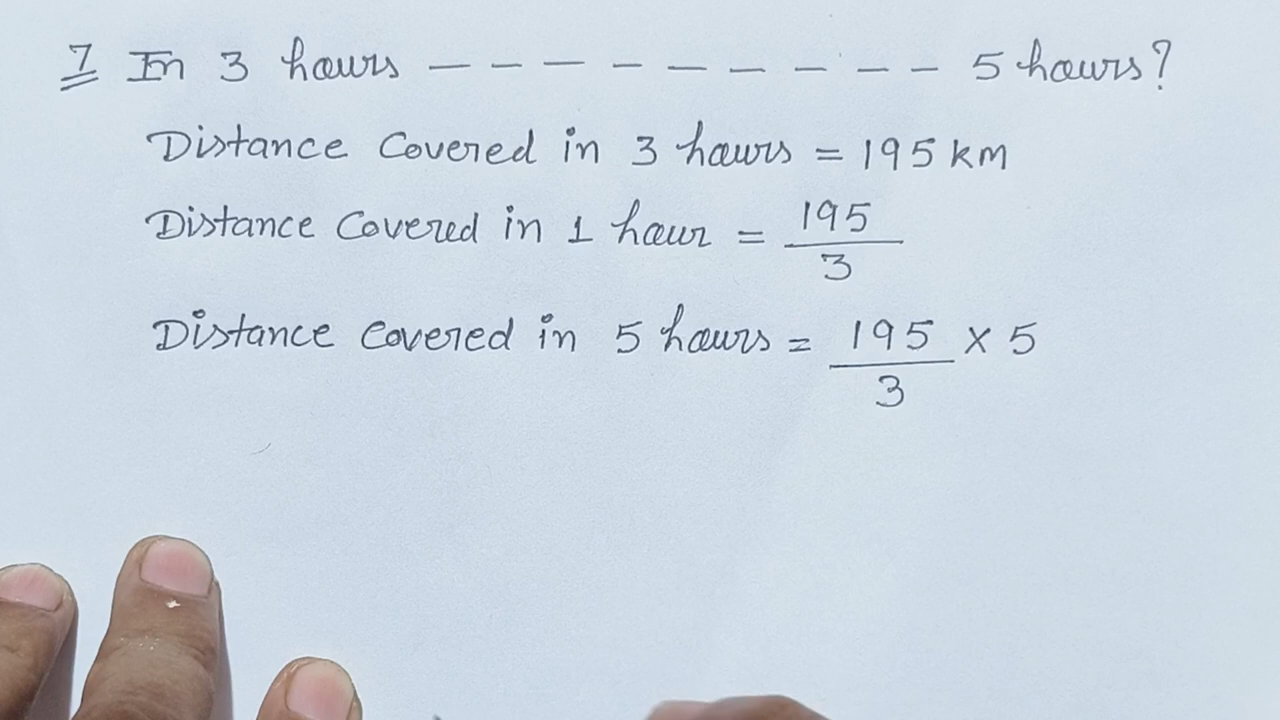 7 In 3 hours — — — — — — — — — 5 hours?
Distance Covered in 3 hours = 195 km
Distance Covered in 1 hour = 195/3
Distance Covered in 5 hours = 195/3 × 5